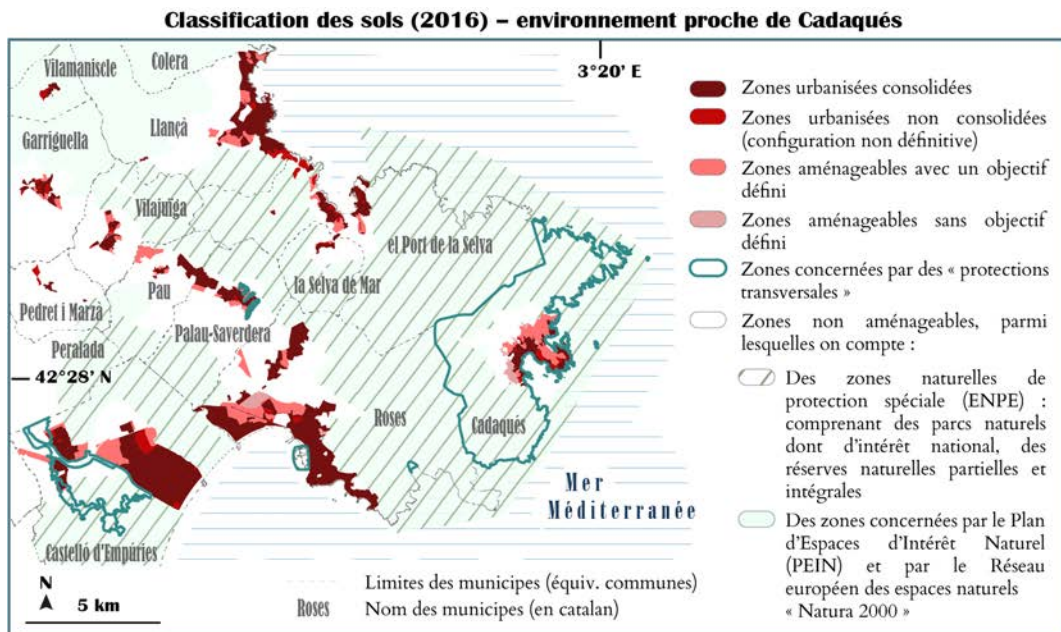 Classification des sols (2016) – environnement proche de Cadaqués
Vilamaniscle
Colera
3°20' E
Garriguella
Llançà
Vilajuïga
el Port de la Selva
la Selva de Mar
Pau
Pedret i Marzà
Palau-Saverdera
Peralada
42°28' N
Roses
Cadaqués
Mer
Méditerranée
Castelló d'Empúries
N
5 km
Limites des municipes (équiv. communes)
Roses
Nom des municipes (en catalan)
Zones urbanisées consolidées
Zones urbanisées non consolidées
(configuration non définitive)
Zones aménageables avec un objectif
défini
Zones aménageables sans objectif
défini
Zones concernées par des « protections
transversales »
Zones non aménageables, parmi
lesquelles on compte :
Des zones naturelles de
protection spéciale (ENPE) :
comprenant des parcs naturels
dont d'intérêt national, des
réserves naturelles partielles et
intégrales
Des zones concernées par le Plan
d'Espaces d'Intérêt Naturel
(PEIN) et par le Réseau
européen des espaces naturels
« Natura 2000 »